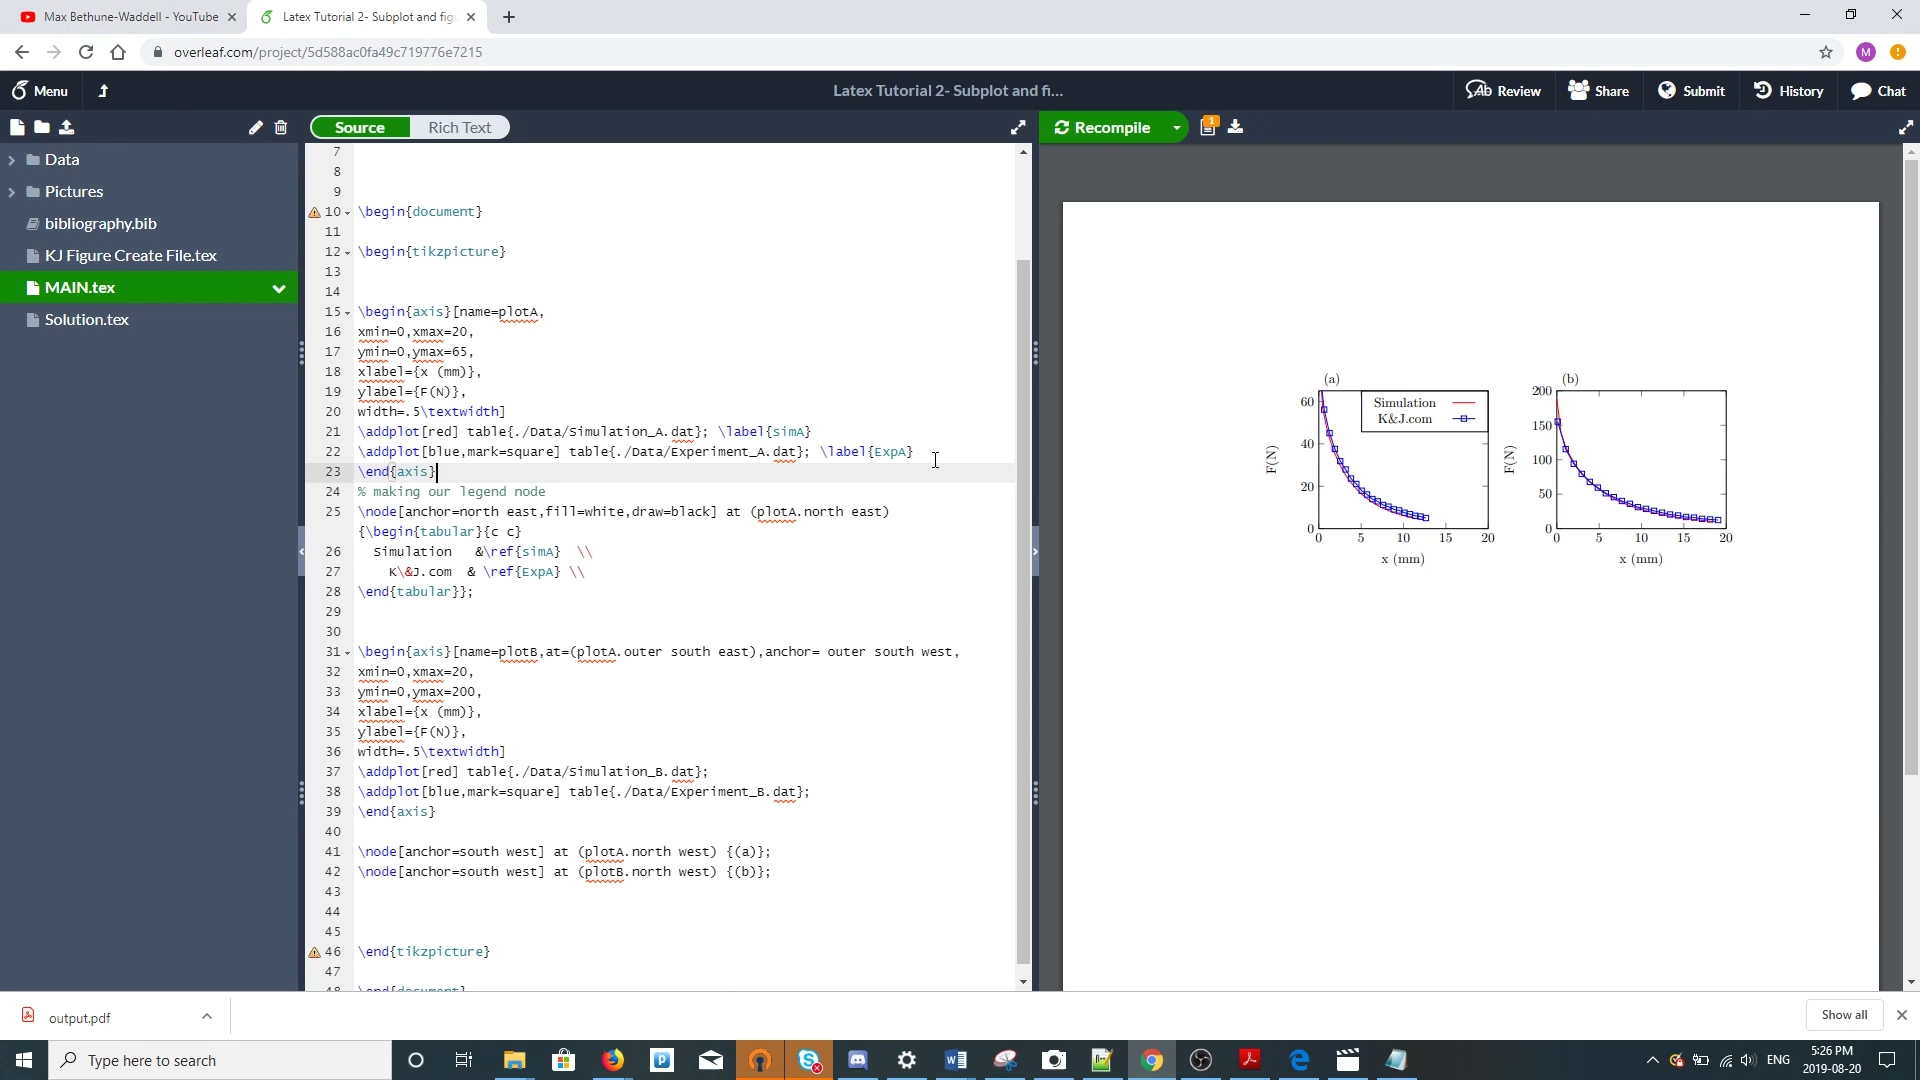 Max Bethune-Waddell - YouTube
Latex Tutorial 2- Subplot and fig
overleaf.com/project/5d588ac0fa49c719776e7215
M
Menu
Latex Tutorial 2- Subplot and fi...
Review
Share
Submit
History
Chat
Source
Rich Text
Recompile
1
Data
Pictures
bibliography.bib
KJ Figure Create File.tex
MAIN.tex
Solution.tex
7
8
9
10 \begin{document}
11
12 \begin{tikzpicture}
13
14
15 \begin{axis}[name=plotA,
16 xmin=0,xmax=20,
17 ymin=0,ymax=65,
18 xlabel={x (mm)},
19 ylabel={F(N)},
20 width=.5\textwidth]
21 \addplot[red] table{./Data/Simulation_A.dat}; \label{simA}
22 \addplot[blue,mark=square] table{./Data/Experiment_A.dat}; \label{ExpA}
23 \end{axis}
24 % making our legend node
25 \node[anchor=north east,fill=white,draw=black] at (plotA.north east)
{\begin{tabular}{c c}
26 Simulation &\ref{simA} \\
27 K\&J.com & \ref{ExpA} \\
28 \end{tabular}};
29
30
31 \begin{axis}[name=plotB,at=(plotA.outer south east),anchor= outer south west,
32 xmin=0,xmax=20,
33 ymin=0,ymax=200,
34 xlabel={x (mm)},
35 ylabel={F(N)},
36 width=.5\textwidth]
37 \addplot[red] table{./Data/Simulation_B.dat};
38 \addplot[blue,mark=square] table{./Data/Experiment_B.dat};
39 \end{axis}
40
41 \node[anchor=south west] at (plotA.north west) {(a)};
42 \node[anchor=south west] at (plotB.north west) {(b)};
43
44
45
46 \end{tikzpicture}
47
48 \end{document}
(a)
Simulation
K&J.com
60
40
20
0
F(N)
0 5 10 15 20
x (mm)
(b)
200
150
100
50
0
F(N)
0 5 10 15 20
x (mm)
output.pdf
Show all
Type here to search
ENG
5:26 PM
2019-08-20